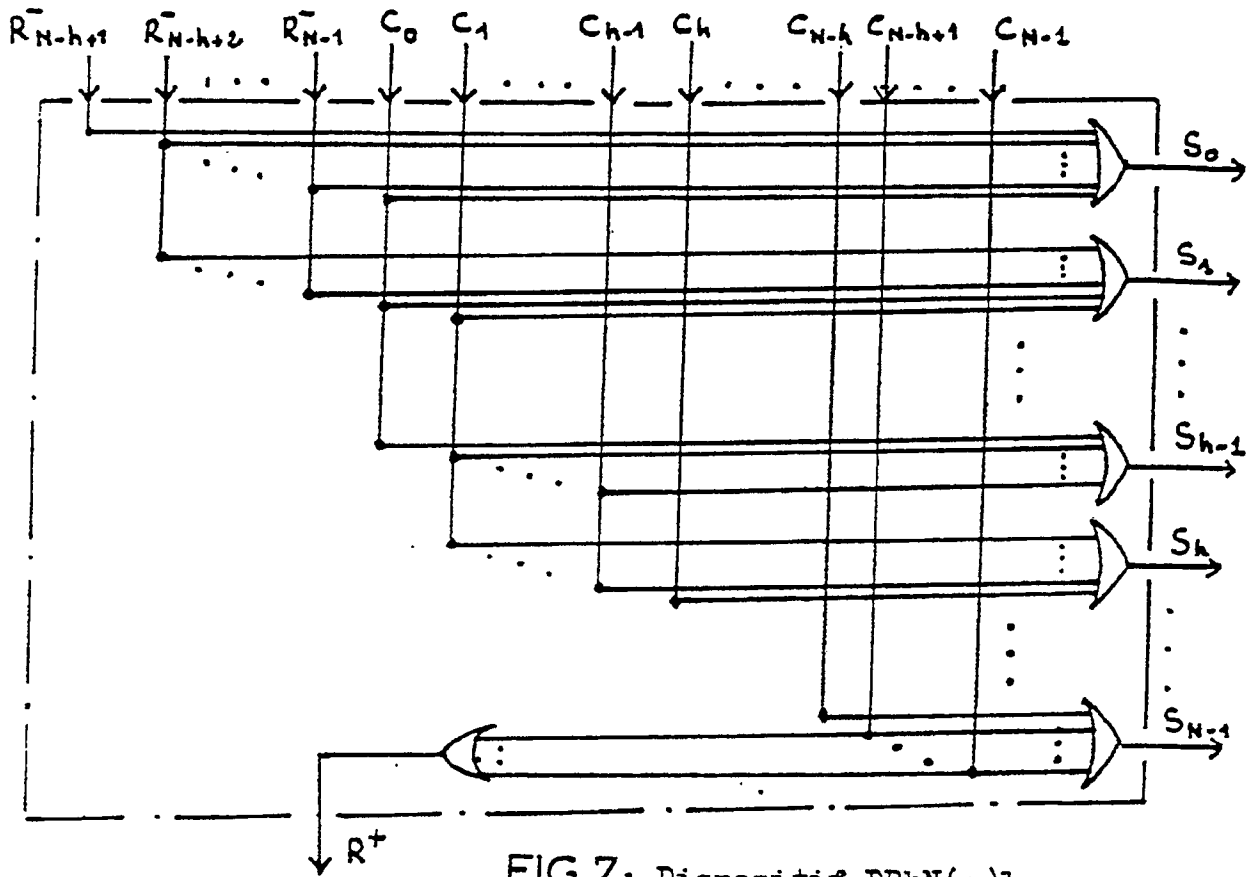 R⁻N-h+1 R⁻N-h+2 R⁻N-1 C0 C1 Ch-1 Ch CN-h CN-h+1 CN-1
S0
S1
Sh-1
Sh
SN-1
R+
FIG.7: Dispositif